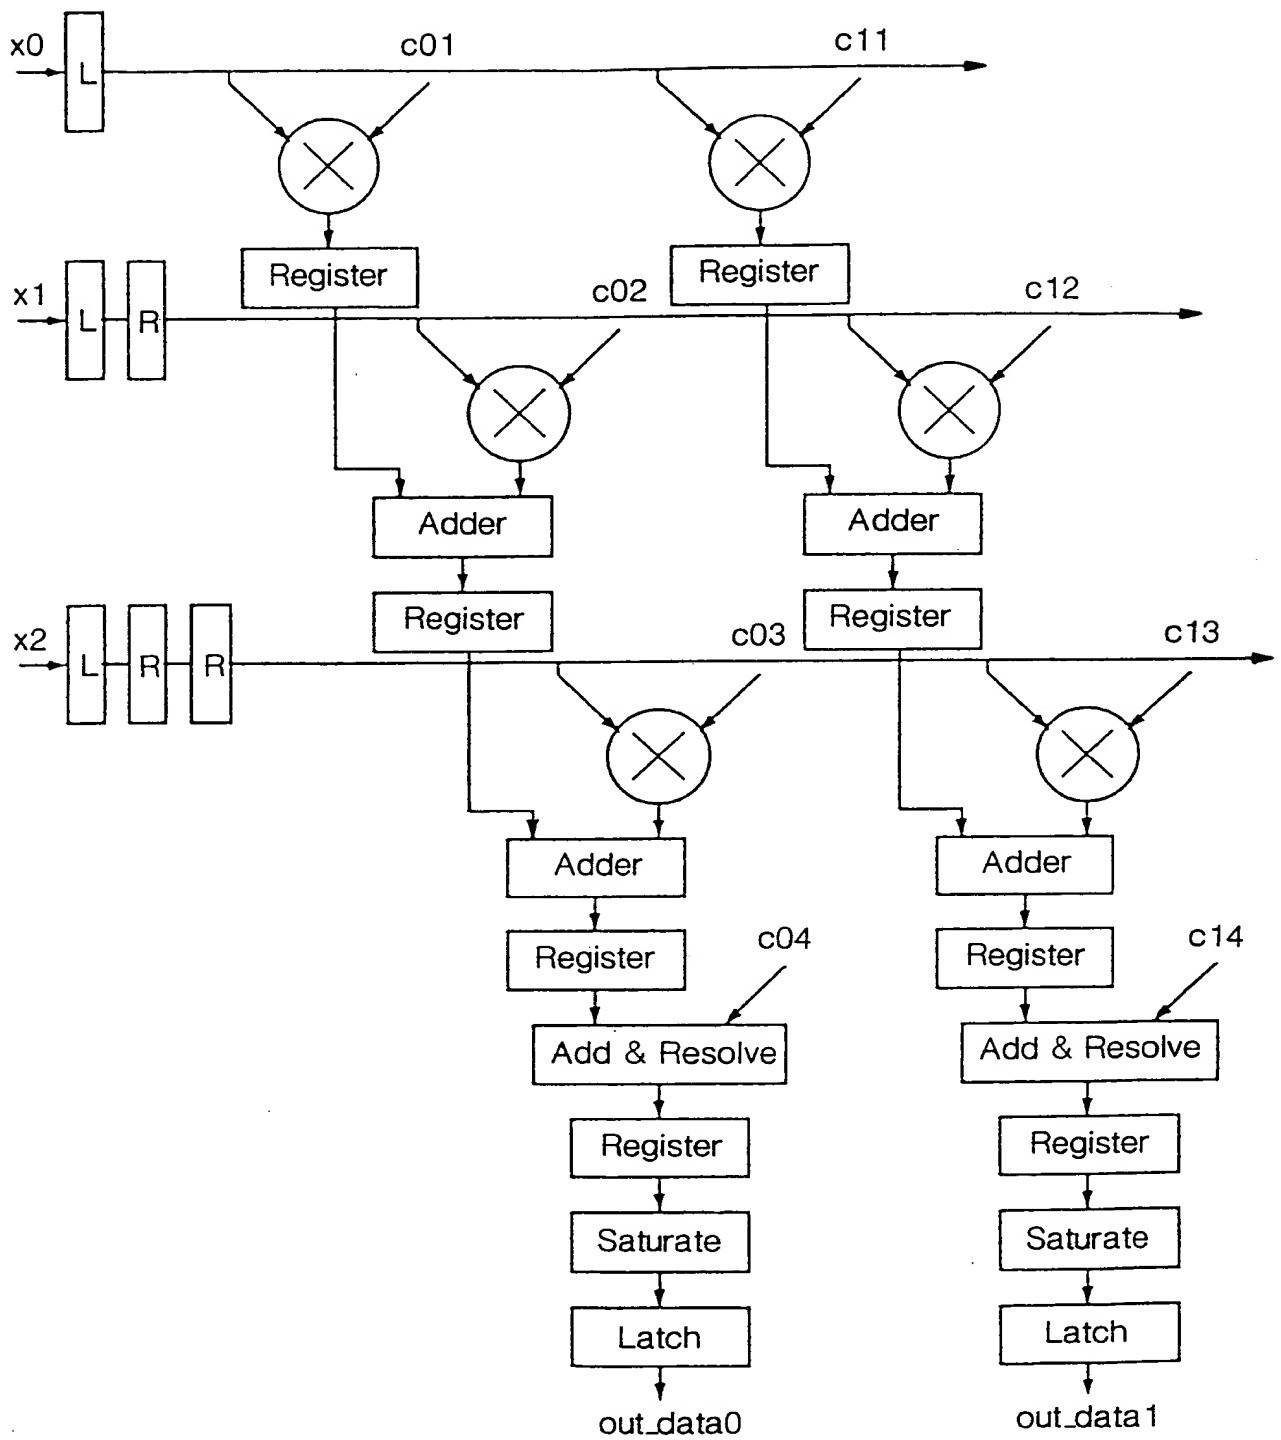 x0
L
c01
c11
Register
Register
x1
L
R
c02
c12
Adder
Adder
Register
Register
x2
L
R
R
c03
c13
Adder
Adder
Register
Register
c04
c14
Add & Resolve
Add & Resolve
Register
Register
Saturate
Saturate
Latch
Latch
out_data0
out_data1